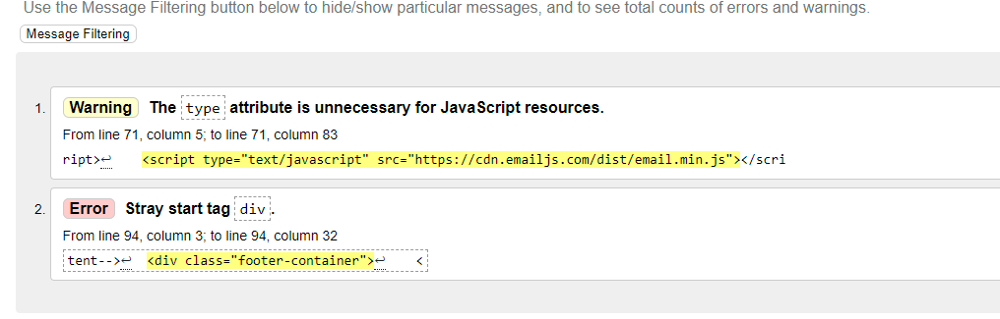 Use the Message Filtering button below to hide/show particular messages, and to see total counts of errors and warnings.
Message Filtering
1. Warning The type attribute is unnecessary for JavaScript resources.
From line 71, column 5; to line 71, column 83
ript>↩ <script type="text/javascript" src="https://cdn.emailjs.com/dist/email.min.js"></scri
2. Error Stray start tag div.
From line 94, column 3; to line 94, column 32
tent-->↩ <div class="footer-container">↩ <